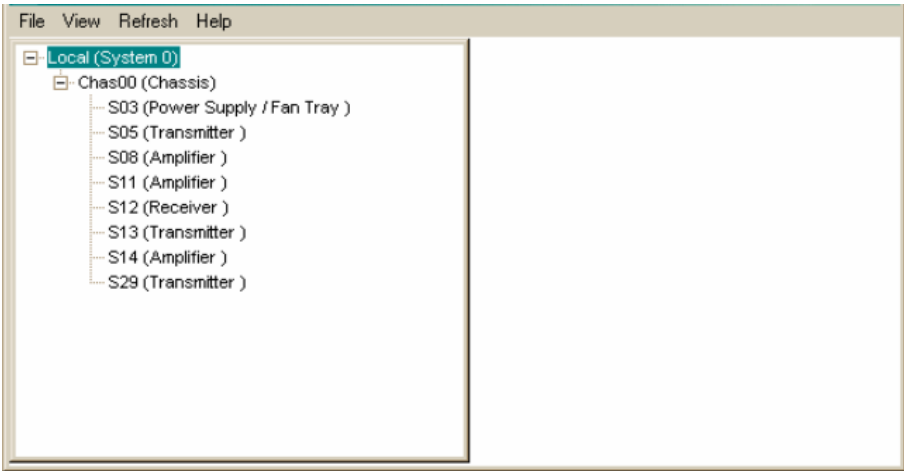 File View Refresh Help
Local (System 0)
Chas00 (Chassis)
S03 (Power Supply / Fan Tray )
S05 (Transmitter )
S08 (Amplifier )
S11 (Amplifier )
S12 (Receiver )
S13 (Transmitter )
S14 (Amplifier )
S29 (Transmitter )